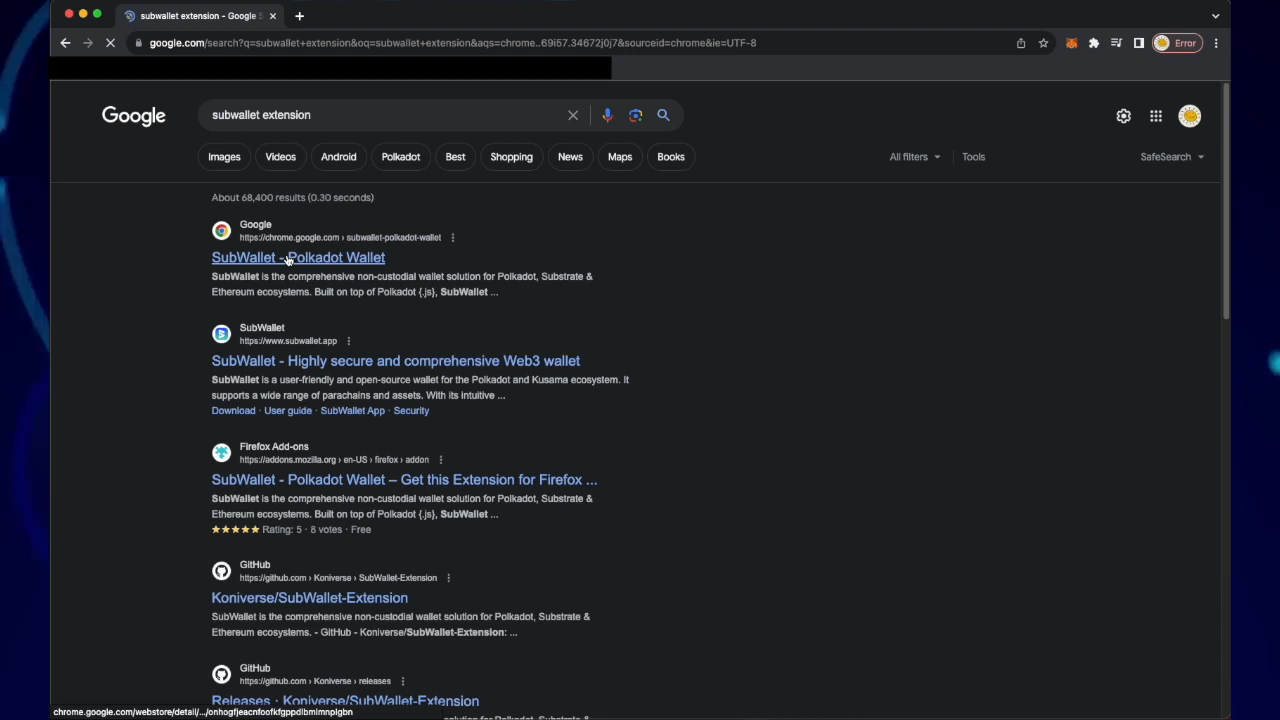 subwallet extension - Google S
google.com/search?q=subwallet+extension&oq=subwallet+extension&aqs=chrome..69i57.34672j0j7&sourceid=chrome&ie=UTF-8
Error
Google
subwallet extension
Images
Videos
Android
Polkadot
Best
Shopping
News
Maps
Books
All filters
Tools
SafeSearch
About 68,400 results (0.30 seconds)
Google
https://chrome.google.com › subwallet-polkadot-wallet
SubWallet - Polkadot Wallet
SubWallet is the comprehensive non-custodial wallet solution for Polkadot, Substrate &
Ethereum ecosystems. Built on top of Polkadot {.js}, SubWallet ...
SubWallet
https://www.subwallet.app
SubWallet - Highly secure and comprehensive Web3 wallet
SubWallet is a user-friendly and open-source wallet for the Polkadot and Kusama ecosystem. It
supports a wide range of parachains and assets. With its intuitive ...
Download · User guide · SubWallet App · Security
Firefox Add-ons
https://addons.mozilla.org › en-US › firefox › addon
SubWallet - Polkadot Wallet – Get this Extension for Firefox ...
SubWallet is the comprehensive non-custodial wallet solution for Polkadot, Substrate &
Ethereum ecosystems. Built on top of Polkadot {.js}, SubWallet ...
Rating: 5 · 8 votes · Free
GitHub
https://github.com › Koniverse › SubWallet-Extension
Koniverse/SubWallet-Extension
SubWallet is the comprehensive non-custodial wallet solution for Polkadot, Substrate &
Ethereum ecosystems. - GitHub - Koniverse/SubWallet-Extension: ...
GitHub
https://github.com › Koniverse › releases
Releases · Koniverse/SubWallet-Extension
chrome.google.com/webstore/detail/.../onhogfjeacnfoofkfgppdlbmlmnplgbn